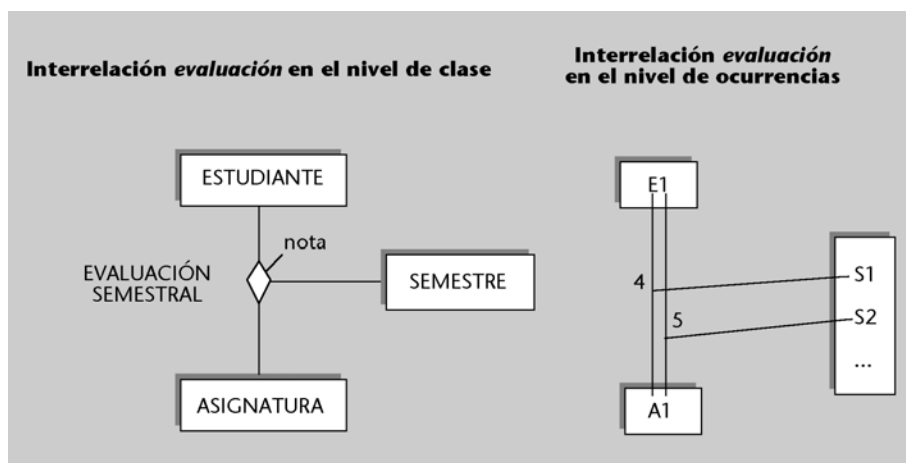 Interrelación evaluación en el nivel de clase
Interrelación evaluación
en el nivel de ocurrencias
ESTUDIANTE
nota
EVALUACIÓN
SEMESTRAL
SEMESTRE
ASIGNATURA
E1
4
5
S1
S2
...
A1